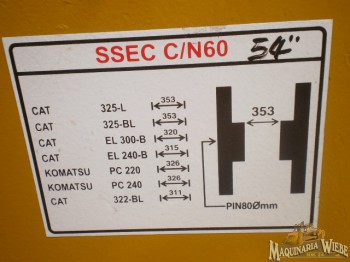 SSEC C/N60 54"
CAT 325-L 353
CAT 325-BL 353
CAT EL 300-B 320
CAT EL 240-B 315
KOMATSU PC 220 326
KOMATSU PC 240 326
CAT 322-BL 311
353
PIN80Ømm
MAQUINARIA WIEBE